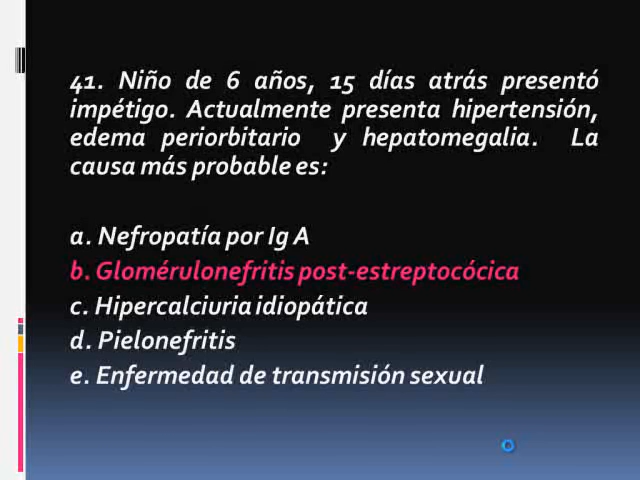 41. Niño de 6 años, 15 días atrás presentó
impétigo. Actualmente presenta hipertensión,
edema periorbitario y hepatomegalia. La
causa más probable es:
a. Nefropatía por Ig A
b. Glomérulonefritis post-estreptocócica
c. Hipercalciuria idiopática
d. Pielonefritis
e. Enfermedad de transmisión sexual